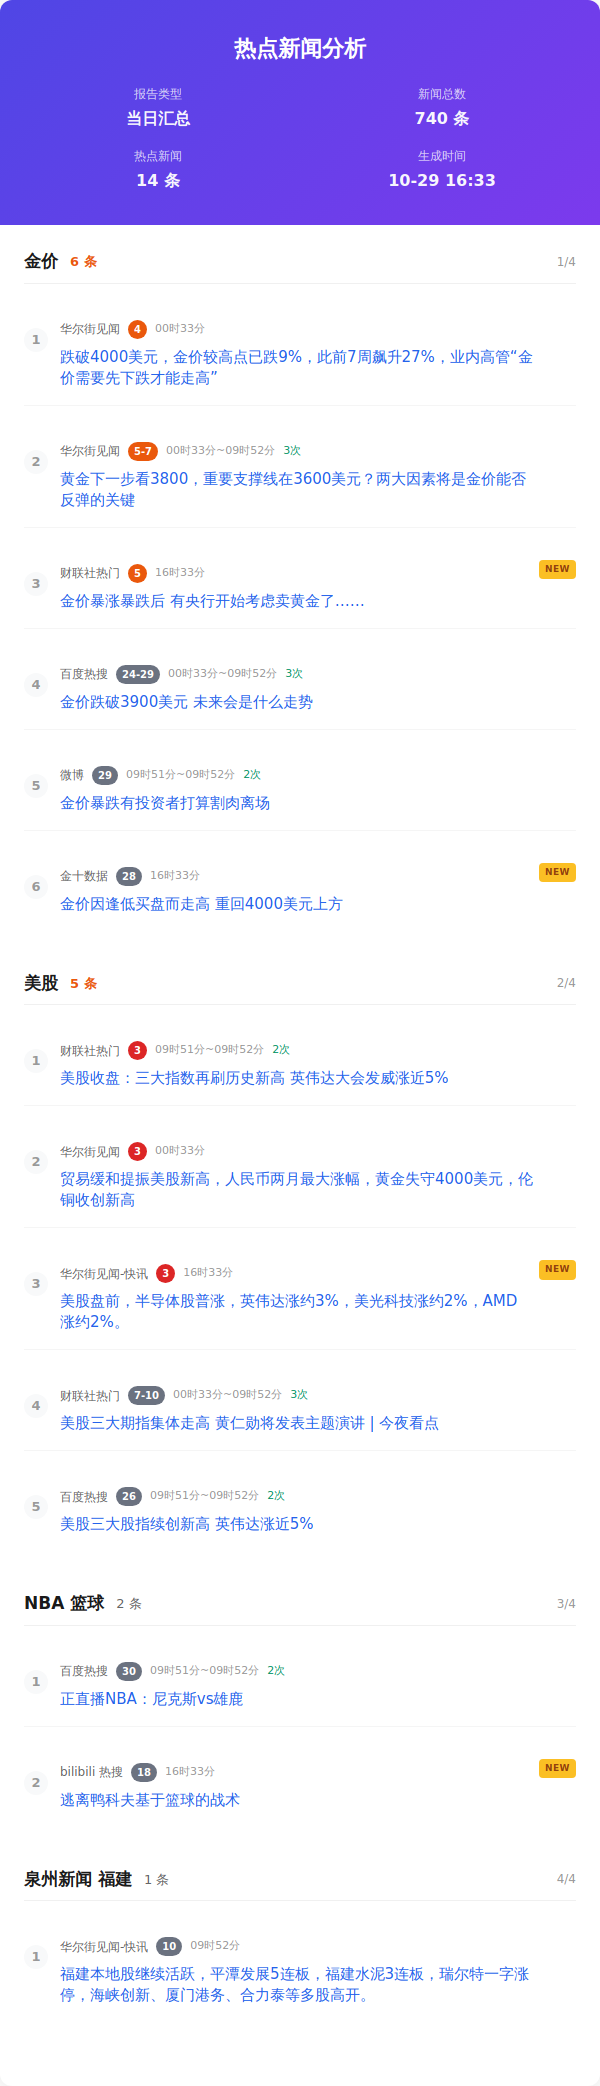 热点新闻分析
报告类型
当日汇总
新闻总数
740 条
热点新闻
14 条
生成时间
10-29 16:33
金价 6 条 1/4
1
华尔街见闻 4 00时33分
跌破4000美元，金价较高点已跌9%，此前7周飙升27%，业内高管“金
价需要先下跌才能走高”
2
华尔街见闻 5-7 00时33分~09时52分 3次
黄金下一步看3800，重要支撑线在3600美元？两大因素将是金价能否
反弹的关键
3
财联社热门 5 16时33分 NEW
金价暴涨暴跌后 有央行开始考虑卖黄金了……
4
百度热搜 24-29 00时33分~09时52分 3次
金价跌破3900美元 未来会是什么走势
5
微博 29 09时51分~09时52分 2次
金价暴跌有投资者打算割肉离场
6
金十数据 28 16时33分 NEW
金价因逢低买盘而走高 重回4000美元上方
美股 5 条 2/4
1
财联社热门 3 09时51分~09时52分 2次
美股收盘：三大指数再刷历史新高 英伟达大会发威涨近5%
2
华尔街见闻 3 00时33分
贸易缓和提振美股新高，人民币两月最大涨幅，黄金失守4000美元，伦
铜收创新高
3
华尔街见闻-快讯 3 16时33分 NEW
美股盘前，半导体股普涨，英伟达涨约3%，美光科技涨约2%，AMD
涨约2%。
4
财联社热门 7-10 00时33分~09时52分 3次
美股三大期指集体走高 黄仁勋将发表主题演讲 | 今夜看点
5
百度热搜 26 09时51分~09时52分 2次
美股三大股指续创新高 英伟达涨近5%
NBA 篮球 2 条 3/4
1
百度热搜 30 09时51分~09时52分 2次
正直播NBA：尼克斯vs雄鹿
2
bilibili 热搜 18 16时33分 NEW
逃离鸭科夫基于篮球的战术
泉州新闻 福建 1 条 4/4
1
华尔街见闻-快讯 10 09时52分
福建本地股继续活跃，平潭发展5连板，福建水泥3连板，瑞尔特一字涨
停，海峡创新、厦门港务、合力泰等多股高开。